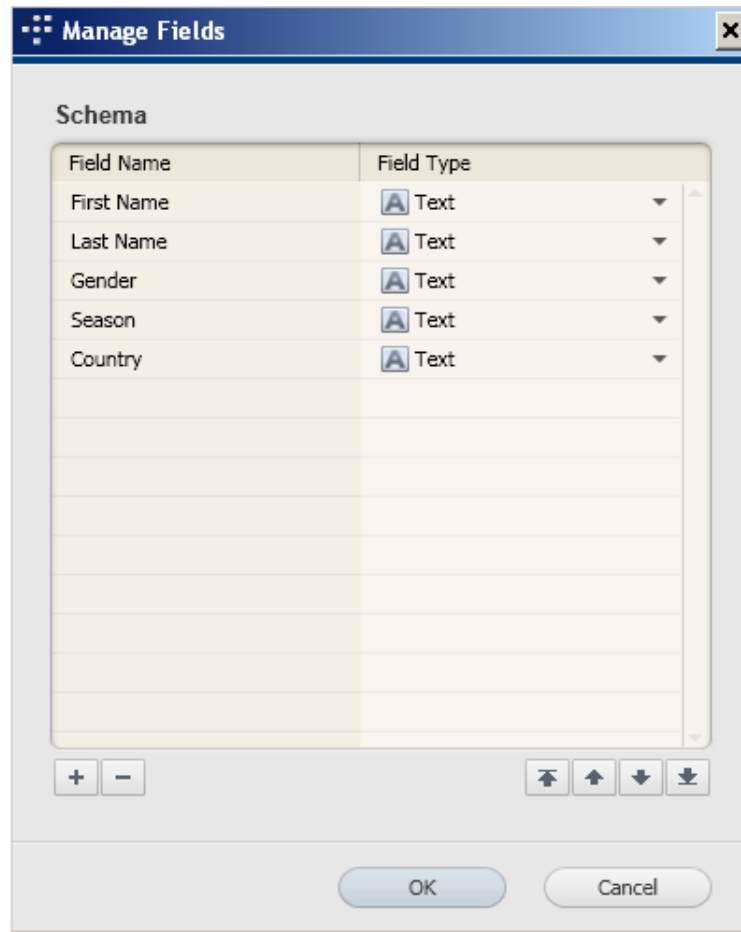 Manage Fields
Schema
Field Name Field Type
First Name A Text
Last Name A Text
Gender A Text
Season A Text
Country A Text
OK Cancel